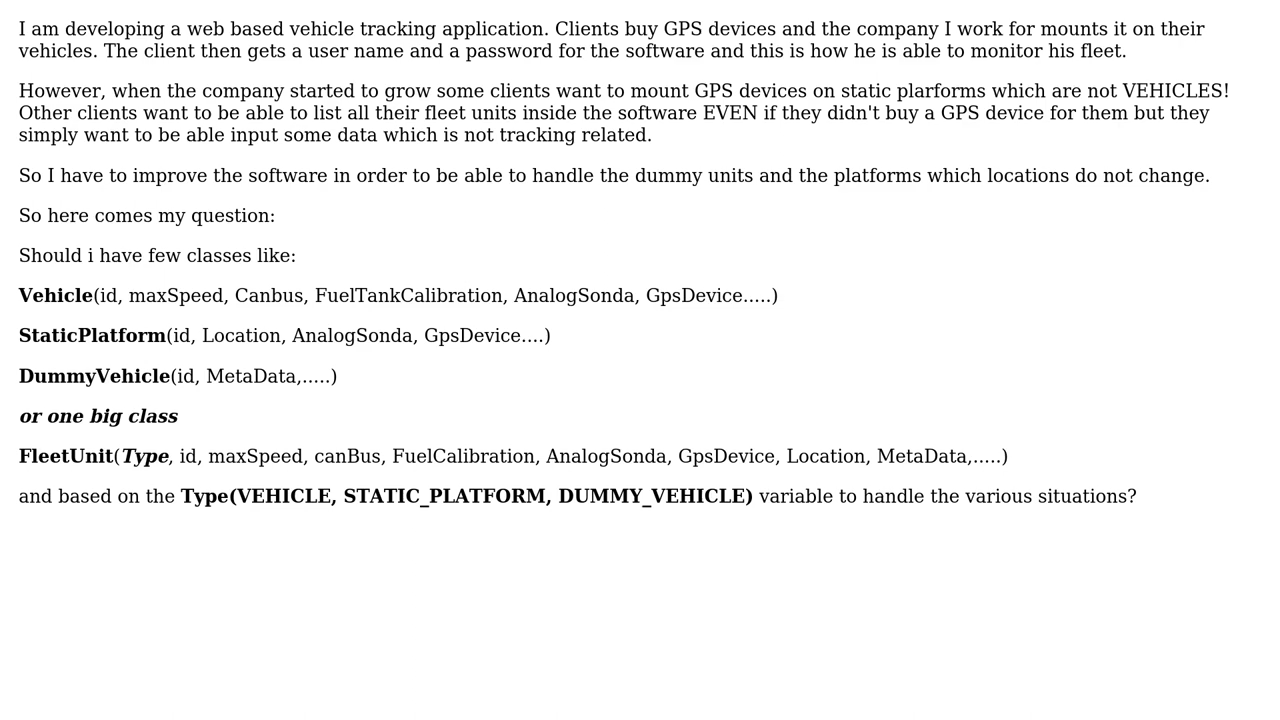 I am developing a web based vehicle tracking application. Clients buy GPS devices and the company I work for mounts it on their
vehicles. The client then gets a user name and a password for the software and this is how he is able to monitor his fleet.
However, when the company started to grow some clients want to mount GPS devices on static plarforms which are not VEHICLES!
Other clients want to be able to list all their fleet units inside the software EVEN if they didn't buy a GPS device for them but they
simply want to be able input some data which is not tracking related.
So I have to improve the software in order to be able to handle the dummy units and the platforms which locations do not change.
So here comes my question:
Should i have few classes like:
Vehicle(id, maxSpeed, Canbus, FuelTankCalibration, AnalogSonda, GpsDevice.....)
StaticPlatform(id, Location, AnalogSonda, GpsDevice....)
DummyVehicle(id, MetaData,.....)
or one big class
FleetUnit(Type, id, maxSpeed, canBus, FuelCalibration, AnalogSonda, GpsDevice, Location, MetaData,.....)
and based on the Type(VEHICLE, STATIC_PLATFORM, DUMMY_VEHICLE) variable to handle the various situations?